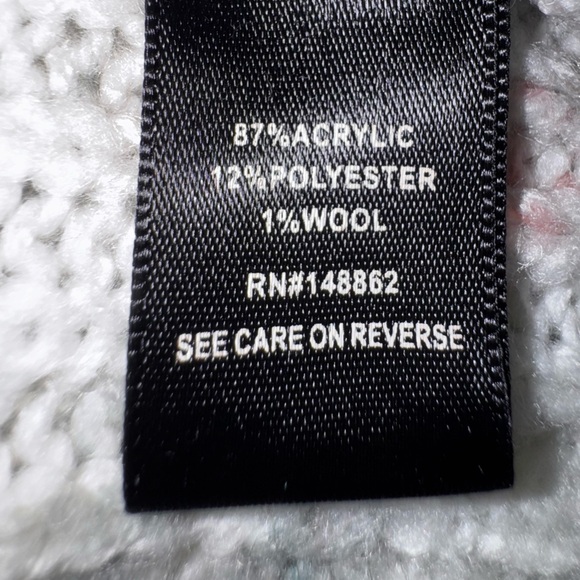 87%ACRYLIC
12%POLYESTER
1%WOOL
RN#148862
SEE CARE ON REVERSE